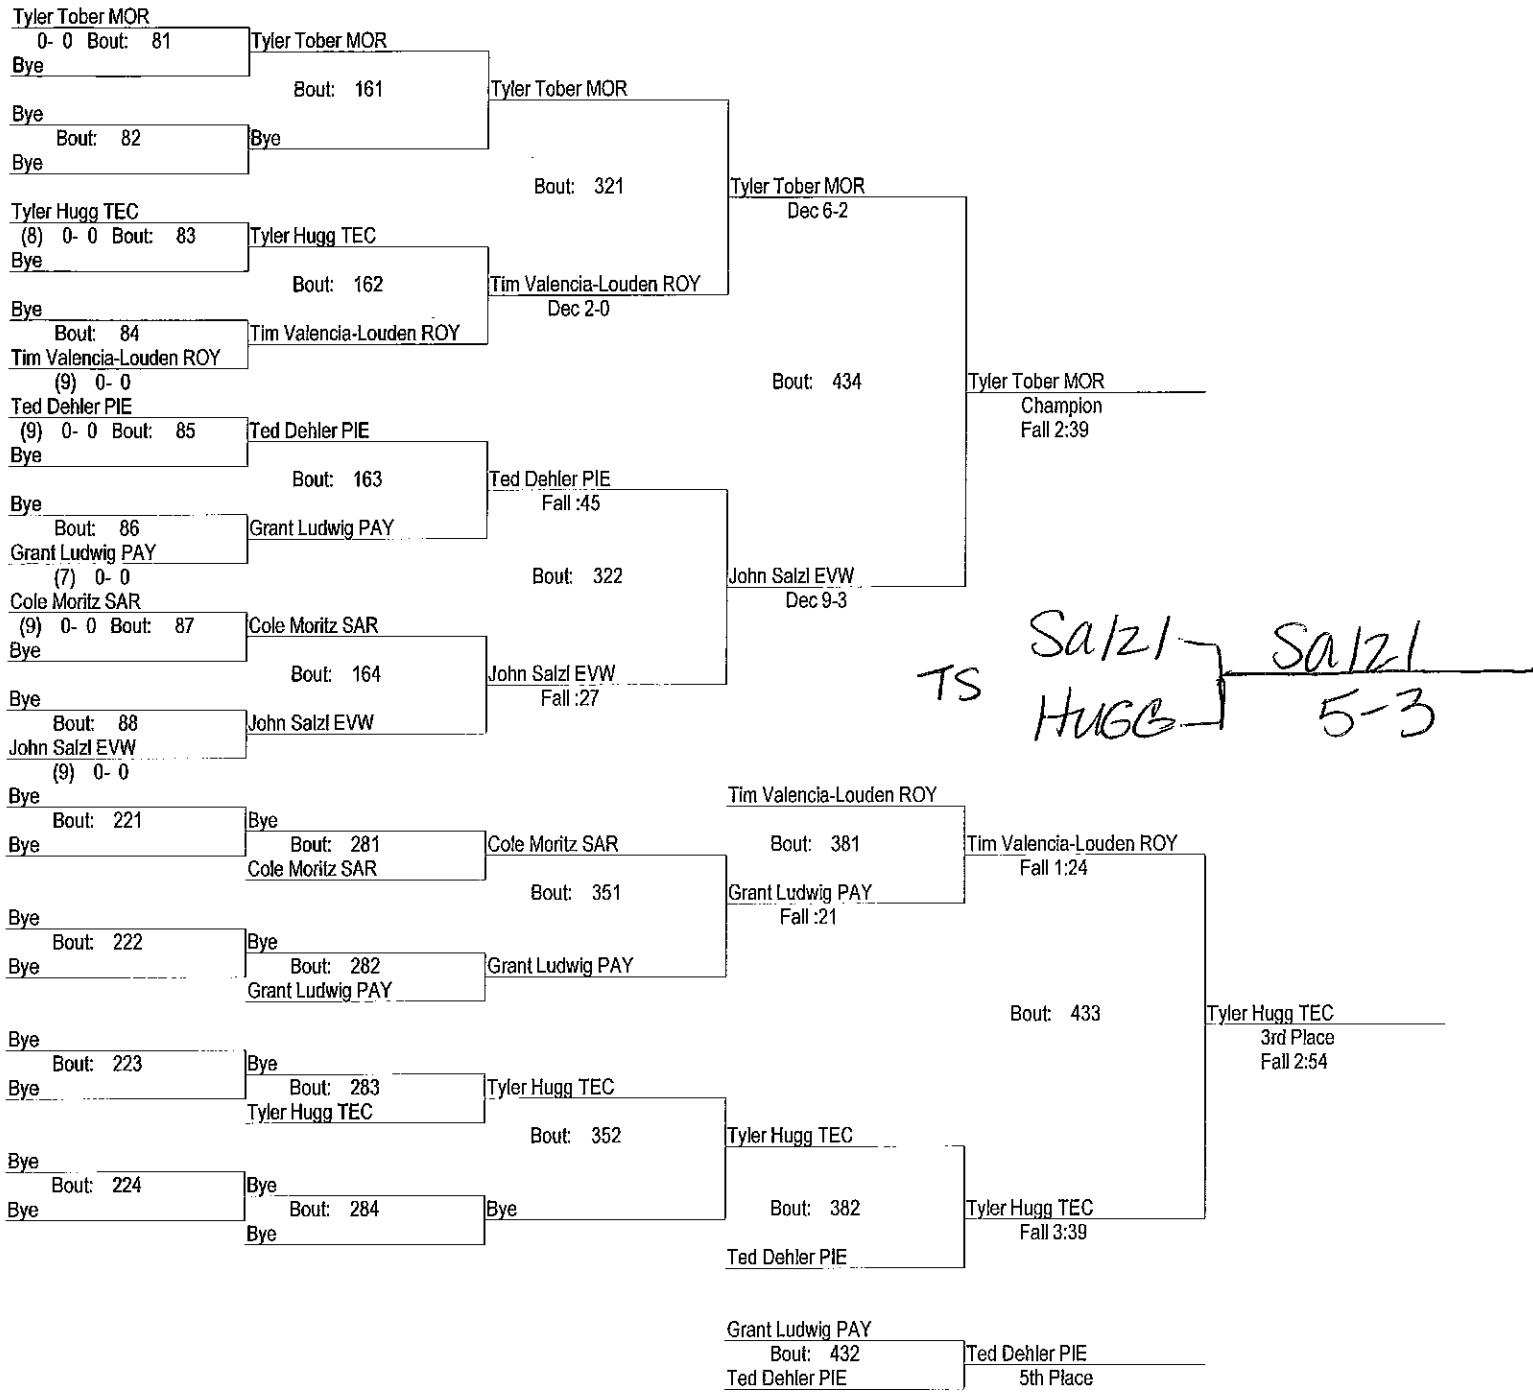 Tyler Tober MOR
0- 0 Bout: 81
Bye
Tyler Tober MOR
Bout: 161
Tyler Tober MOR
Bye
Bout: 82
Bye
Bye
Bout: 321
Tyler Tober MOR
Dec 6-2
Tyler Hugg TEC
(8) 0- 0 Bout: 83
Bye
Tyler Hugg TEC
Bout: 162
Tim Valencia-Louden ROY
Dec 2-0
Bye
Bout: 84
Tim Valencia-Louden ROY
Tim Valencia-Louden ROY
(9) 0- 0
Bout: 434
Tyler Tober MOR
Champion
Fall 2:39
Ted Dehler PIE
(9) 0- 0 Bout: 85
Bye
Ted Dehler PIE
Bout: 163
Ted Dehler PIE
Fall :45
Bye
Bout: 86
Grant Ludwig PAY
Grant Ludwig PAY
(7) 0- 0
Bout: 322
John Salzl EVW
Dec 9-3
Cole Moritz SAR
(9) 0- 0 Bout: 87
Bye
Cole Moritz SAR
Bout: 164
John Salzl EVW
Fall :27
Bye
Bout: 88
John Salzl EVW
John Salzl EVW
(9) 0- 0
TS
Salzl
HUGG
Salzl
5-3
Bye
Bout: 221
Bye
Bye
Bout: 281
Cole Moritz SAR
Cole Moritz SAR
Bout: 351
Tim Valencia-Louden ROY
Bout: 381
Grant Ludwig PAY
Fall :21
Tim Valencia-Louden ROY
Fall 1:24
Bye
Bout: 222
Bye
Bye
Bout: 282
Grant Ludwig PAY
Grant Ludwig PAY
Bout: 433
Tyler Hugg TEC
3rd Place
Fall 2:54
Bye
Bout: 223
Bye
Bye
Bout: 283
Tyler Hugg TEC
Tyler Hugg TEC
Bout: 352
Tyler Hugg TEC
Bye
Bout: 224
Bye
Bye
Bout: 284
Bye
Bye
Bout: 382
Ted Dehler PIE
Tyler Hugg TEC
Fall 3:39
Grant Ludwig PAY
Bout: 432
Ted Dehler PIE
Ted Dehler PIE
5th Place